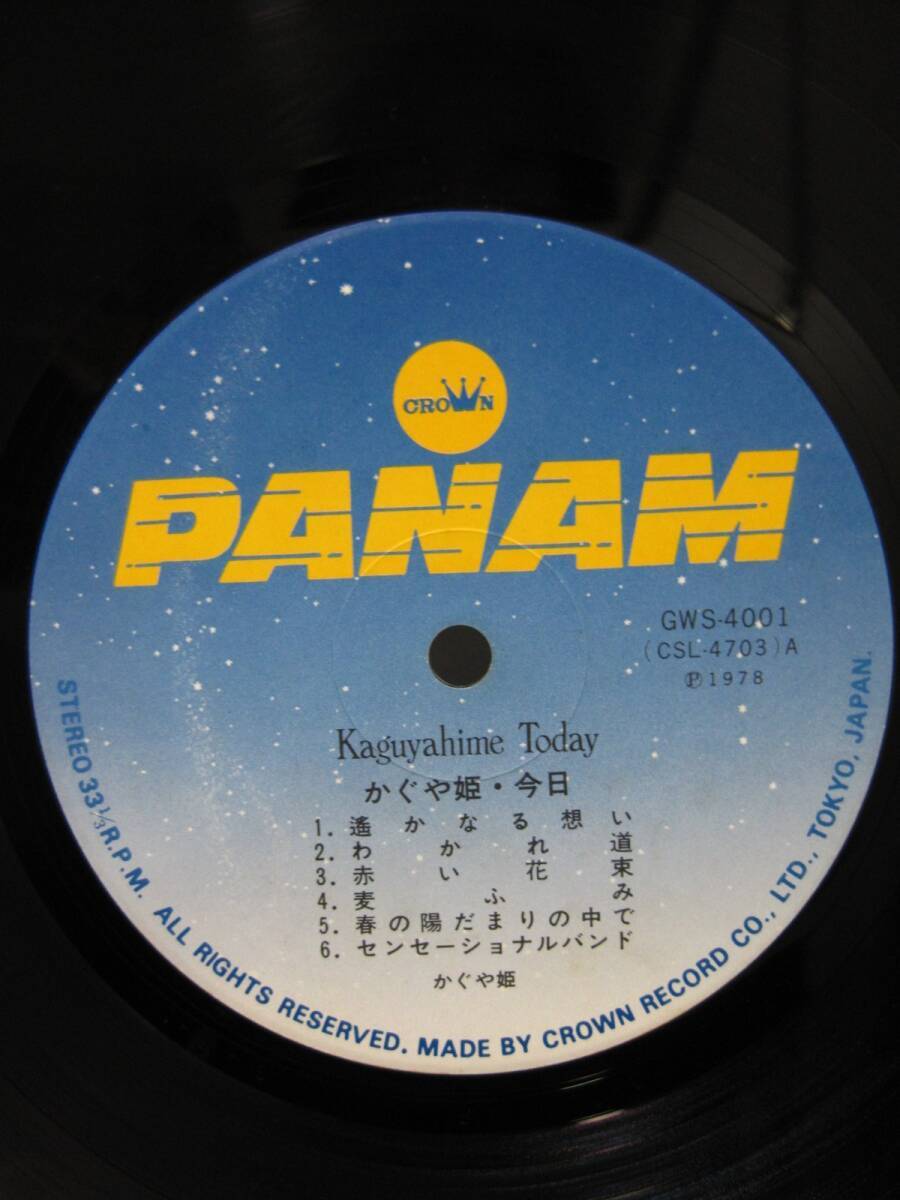 CROWN
PANAM
GWS-4001
(CSL-4703)A
Ⓟ1978
Kaguyahime Today
かぐや姫・今日
1. 遙かなる想い
2. わかれ道
3. 赤い花束
4. 麦ふみ
5. 春の陽だまりの中で
6. センセーショナルバンド
かぐや姫
STEREO 33⅓ R.P.M. ALL RIGHTS RESERVED. MADE BY CROWN RECORD CO., LTD., TOKYO, JAPAN.